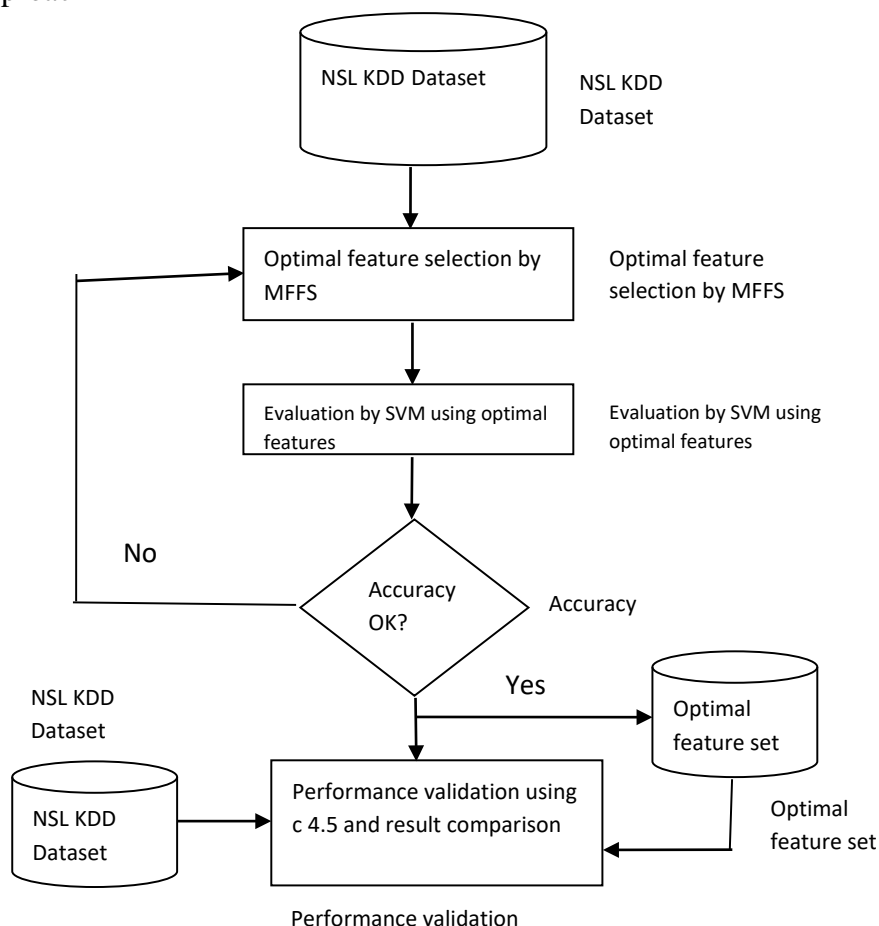 NSL KDD Dataset
NSL KDD
Dataset
Optimal feature selection by
MFFS
Optimal feature
selection by MFFS
Evaluation by SVM using optimal
features
Evaluation by SVM using
optimal features
No
Accuracy
OK?
Accuracy
Yes
NSL KDD
Dataset
Optimal
feature set
NSL KDD
Dataset
Performance validation using
c 4.5 and result comparison
Optimal
feature set
Performance validation